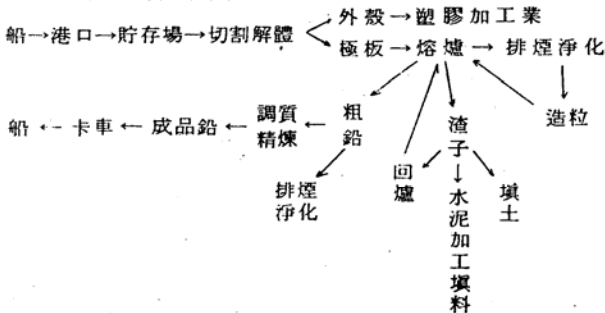 外殼→塑膠加工業
船→港口→貯存場→切割解體
極板→熔爐→排煙淨化
造粒
船←卡車←成品鉛←調質精煉←粗鉛
渣子→水泥加工填料
回爐
填土
排煙淨化